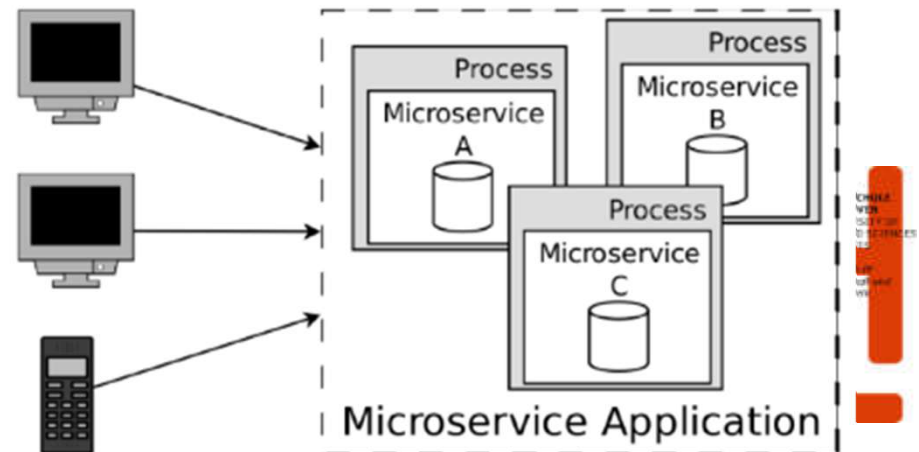 Process
Microservice
A
Process
Microservice
B
Process
Microservice
C
Microservice Application